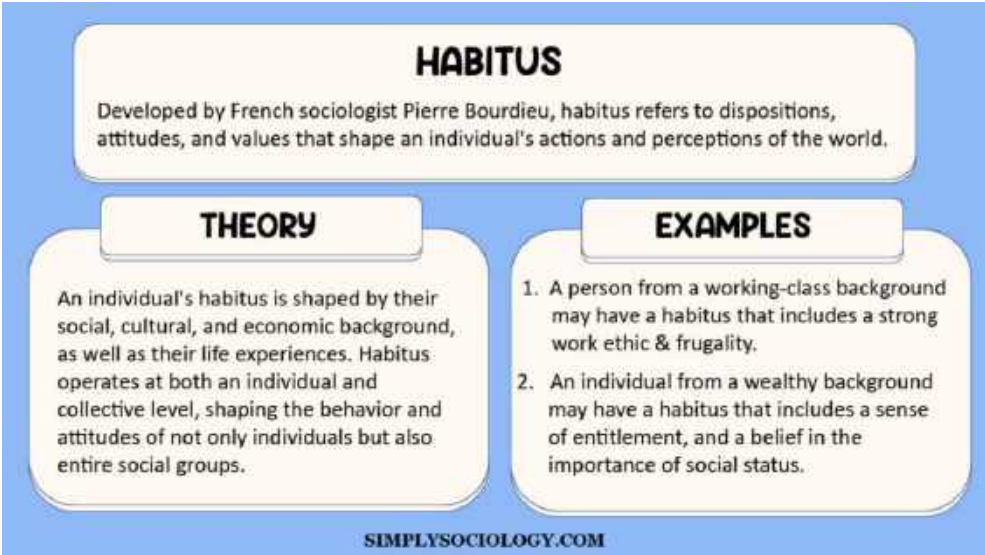 HABITUS
Developed by French sociologist Pierre Bourdieu, habitus refers to dispositions,
attitudes, and values that shape an individual's actions and perceptions of the world.
THEORY
An individual's habitus is shaped by their
social, cultural, and economic background,
as well as their life experiences. Habitus
operates at both an individual and
collective level, shaping the behavior and
attitudes of not only individuals but also
entire social groups.
EXAMPLES
1. A person from a working-class background
may have a habitus that includes a strong
work ethic & frugality.
2. An individual from a wealthy background
may have a habitus that includes a sense
of entitlement, and a belief in the
importance of social status.
SIMPLYSOCIOLOGY.COM